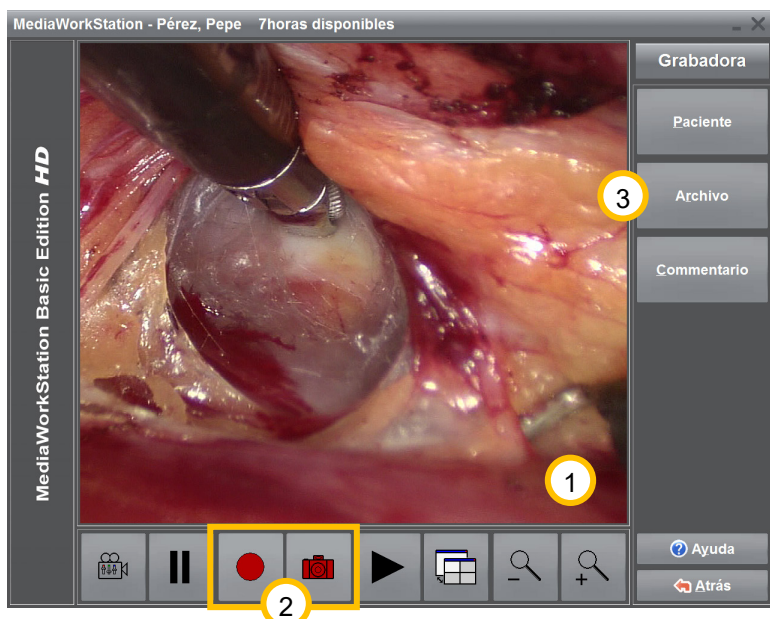 MediaWorkStation - Pérez, Pepe 7horas disponibles
MediaWorkStation Basic Edition HD
Grabadora
Paciente
3
Archivo
Commentario
1
Ayuda
2
Atrás